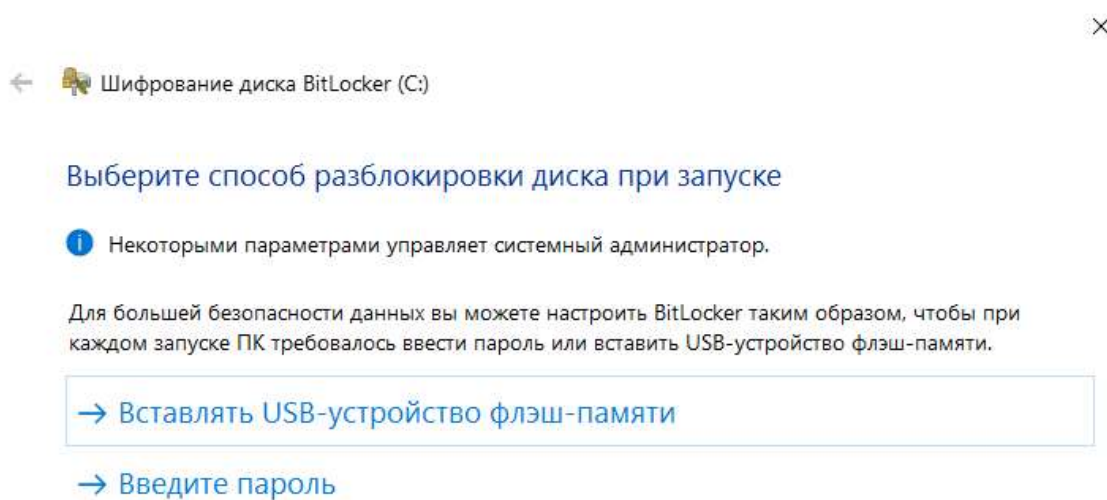 Шифрование диска BitLocker (C:)
Выберите способ разблокировки диска при запуске
Некоторыми параметрами управляет системный администратор.
Для большей безопасности данных вы можете настроить BitLocker таким образом, чтобы при
каждом запуске ПК требовалось ввести пароль или вставить USB-устройство флэш-памяти.
→ Вставлять USB-устройство флэш-памяти
→ Введите пароль